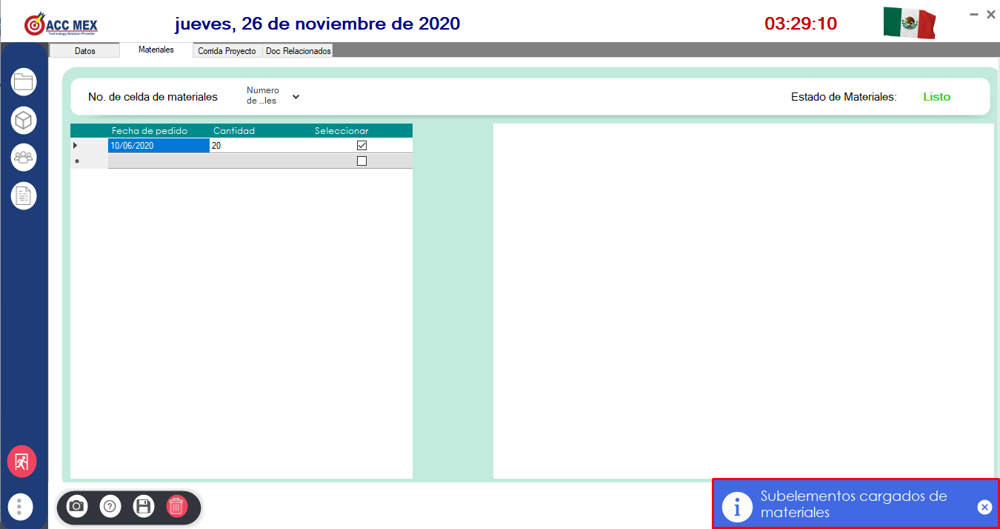 ACC MEX
Technology Solution Provider
jueves, 26 de noviembre de 2020
03:29:10
Datos
Materiales
Corrida Proyecto
Doc Relacionados
No. de celda de materiales
Numero
de ...les
Estado de Materiales:
Listo
Fecha de pedido
Cantidad
Seleccionar
10/06/2020
20
Subelementos cargados de
materiales